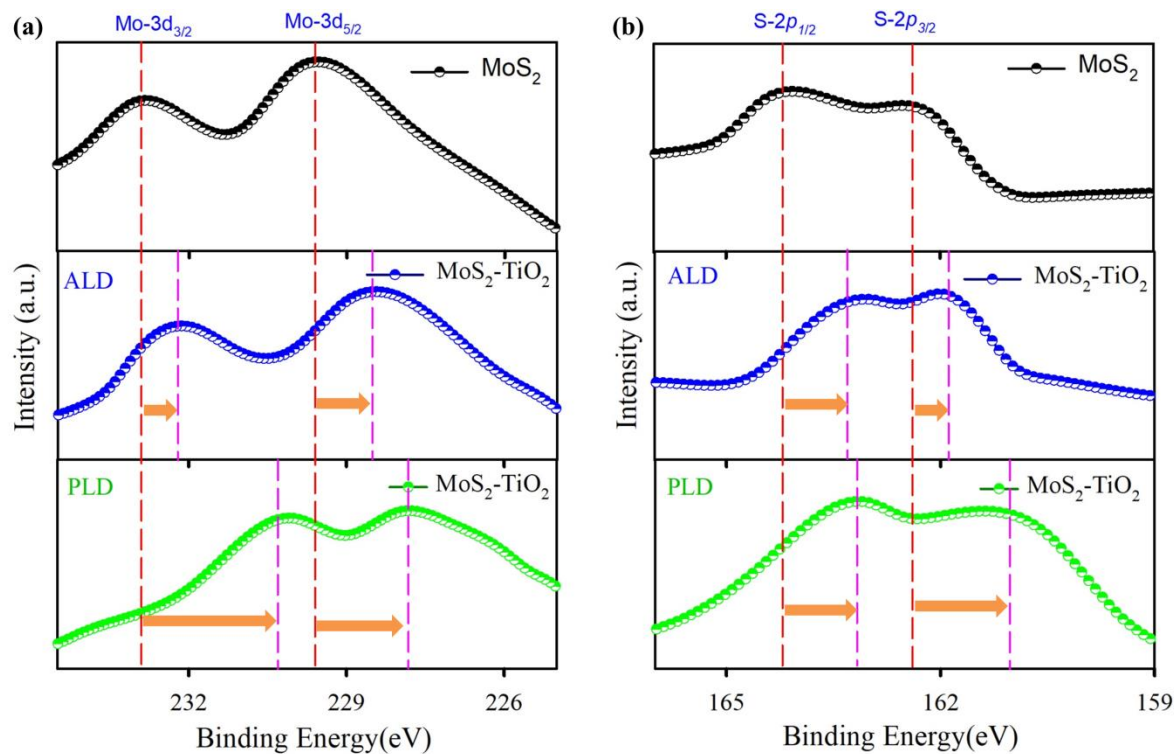 (a)
Mo-3d3/2
Mo-3d5/2
MoS2
ALD
MoS2-TiO2
PLD
MoS2-TiO2
Intensity (a.u.)
232
229
226
Binding Energy(eV)
(b)
S-2p1/2
S-2p3/2
MoS2
ALD
MoS2-TiO2
PLD
MoS2-TiO2
Intensity (a.u.)
165
162
159
Binding Energy(eV)